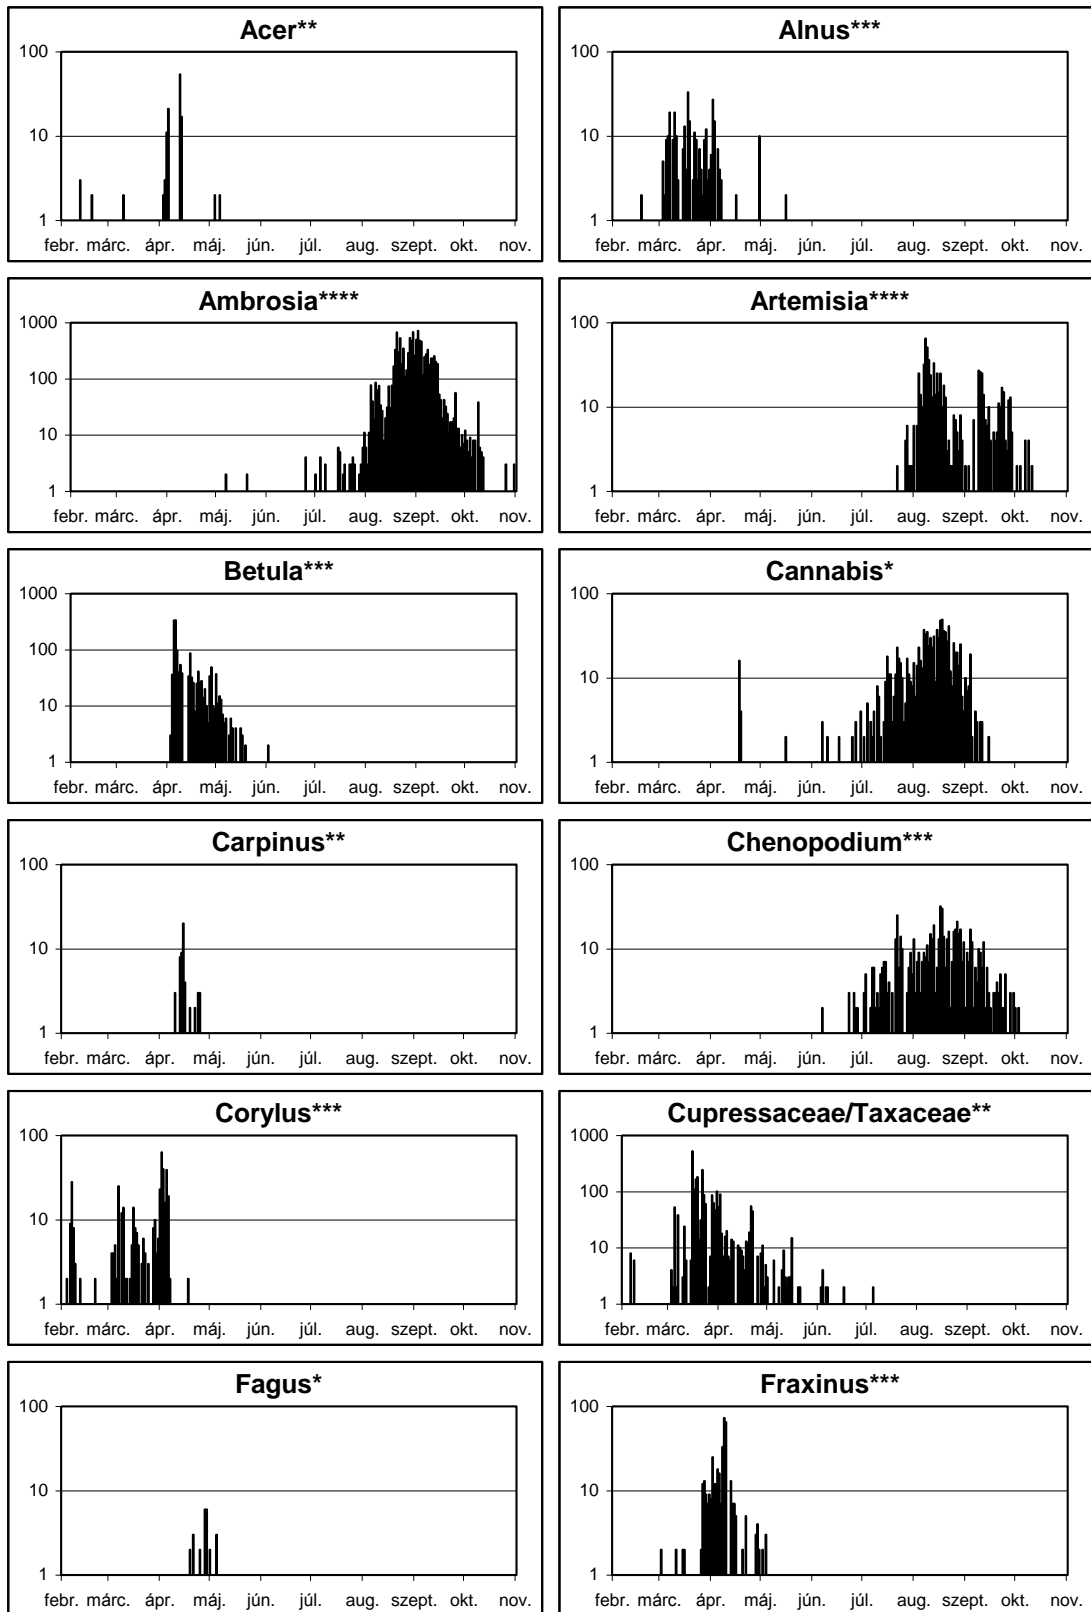 Acer**
100
10
1
febr. márc. ápr. máj. jún. júl. aug. szept. okt. nov.
Alnus***
100
10
1
febr. márc. ápr. máj. jún. júl. aug. szept. okt. nov.
Ambrosia****
1000
100
10
1
febr. márc. ápr. máj. jún. júl. aug. szept. okt. nov.
Artemisia****
100
10
1
febr. márc. ápr. máj. jún. júl. aug. szept. okt. nov.
Betula***
1000
100
10
1
febr. márc. ápr. máj. jún. júl. aug. szept. okt. nov.
Cannabis*
100
10
1
febr. márc. ápr. máj. jún. júl. aug. szept. okt. nov.
Carpinus**
100
10
1
febr. márc. ápr. máj. jún. júl. aug. szept. okt. nov.
Chenopodium***
100
10
1
febr. márc. ápr. máj. jún. júl. aug. szept. okt. nov.
Corylus***
100
10
1
febr. márc. ápr. máj. jún. júl. aug. szept. okt. nov.
Cupressaceae/Taxaceae**
1000
100
10
1
febr. márc. ápr. máj. jún. júl. aug. szept. okt. nov.
Fagus*
100
10
1
febr. márc. ápr. máj. jún. júl. aug. szept. okt. nov.
Fraxinus***
100
10
1
febr. márc. ápr. máj. jún. júl. aug. szept. okt. nov.